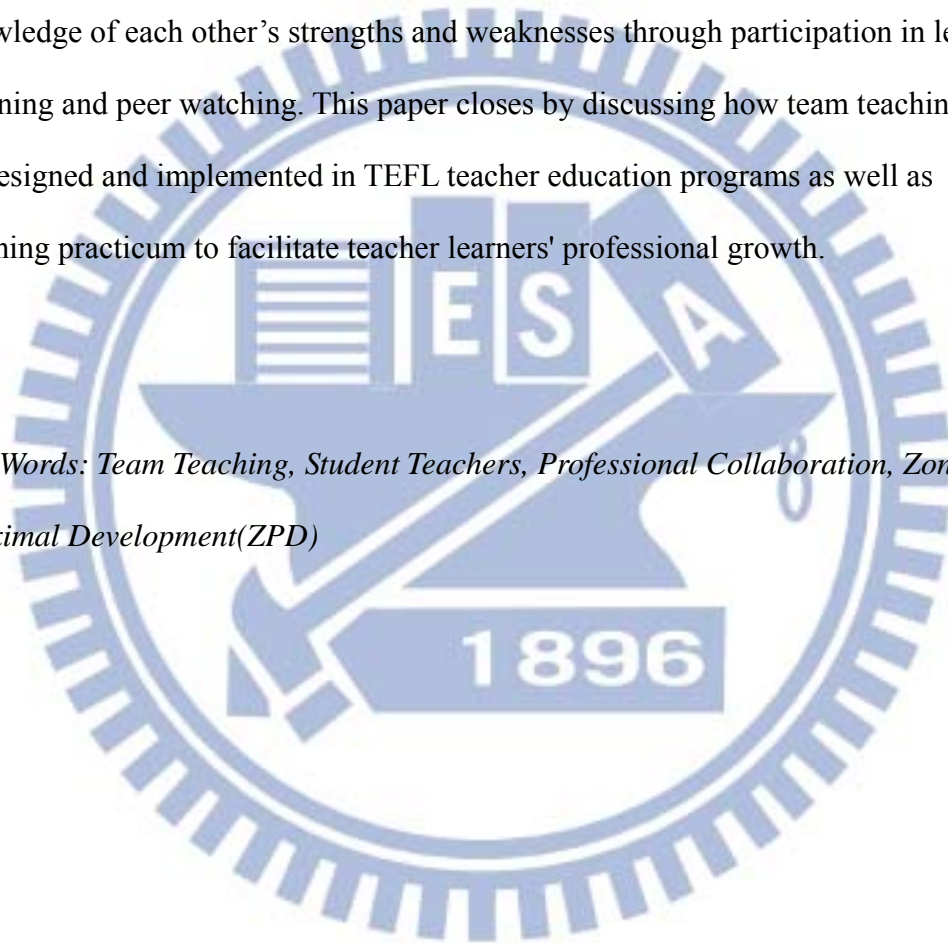 wledge of each other’s strengths and weaknesses through participation in le
ning and peer watching. This paper closes by discussing how team teachin
esigned and implemented in TEFL teacher education programs as well as
ning practicum to facilitate teacher learners' professional growth.
E S A
Words: Team Teaching, Student Teachers, Professional Collaboration, Zon
ximal Development(ZPD)
1896